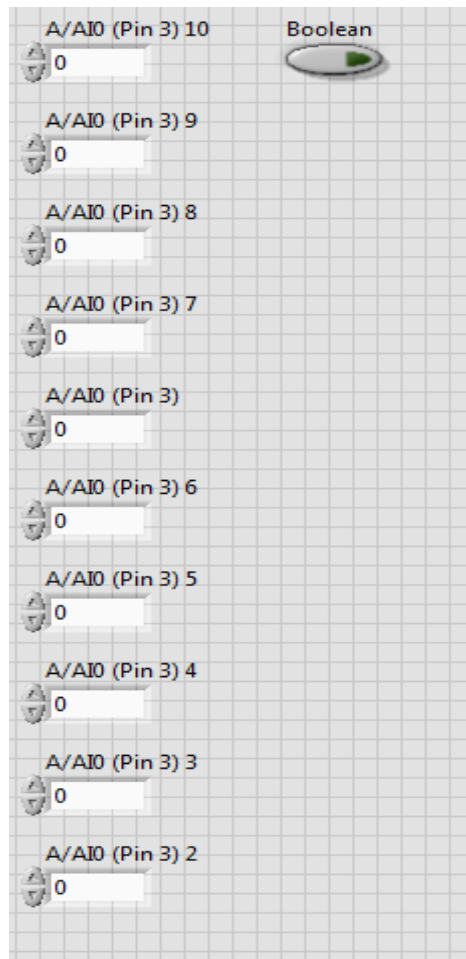 A/AI0 (Pin 3) 10
Boolean
0
A/AI0 (Pin 3) 9
0
A/AI0 (Pin 3) 8
0
A/AI0 (Pin 3) 7
0
A/AI0 (Pin 3)
0
A/AI0 (Pin 3) 6
0
A/AI0 (Pin 3) 5
0
A/AI0 (Pin 3) 4
0
A/AI0 (Pin 3) 3
0
A/AI0 (Pin 3) 2
0